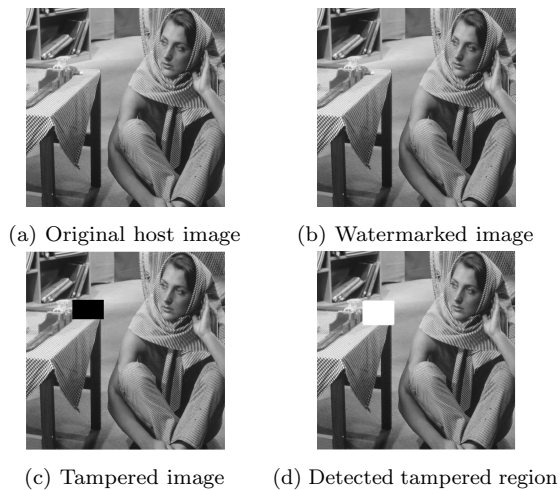 (a) Original host image
(b) Watermarked image
(c) Tampered image
(d) Detected tampered region